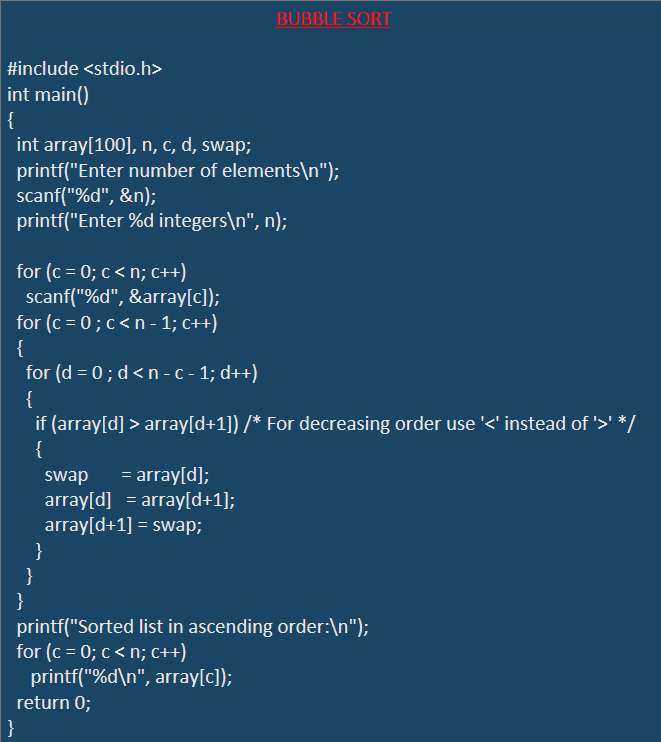 BUBBLE SORT
#include <stdio.h>
int main()
{
int array[100], n, c, d, swap;
printf("Enter number of elements\n");
scanf("%d", &n);
printf("Enter %d integers\n", n);
for (c = 0; c < n; c++)
scanf("%d", &array[c]);
for (c = 0 ; c < n - 1; c++)
{
for (d = 0 ; d < n - c - 1; d++)
{
if (array[d] > array[d+1]) /* For decreasing order use '<' instead of '>' */
{
swap       = array[d];
array[d]   = array[d+1];
array[d+1] = swap;
}
}
}
printf("Sorted list in ascending order:\n");
for (c = 0; c < n; c++)
printf("%d\n", array[c]);
return 0;
}